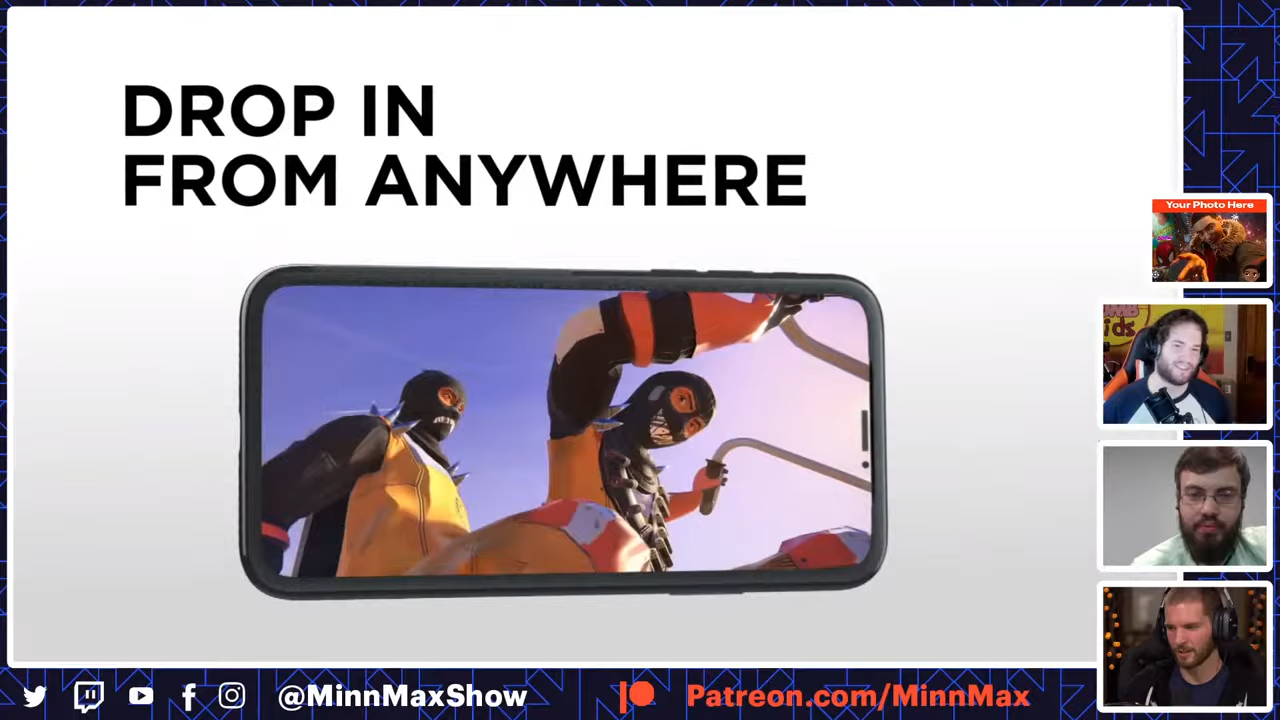 DROP IN
FROM ANYWHERE
Your Photo Here
@MinnMaxShow
Patreon.com/MinnMax